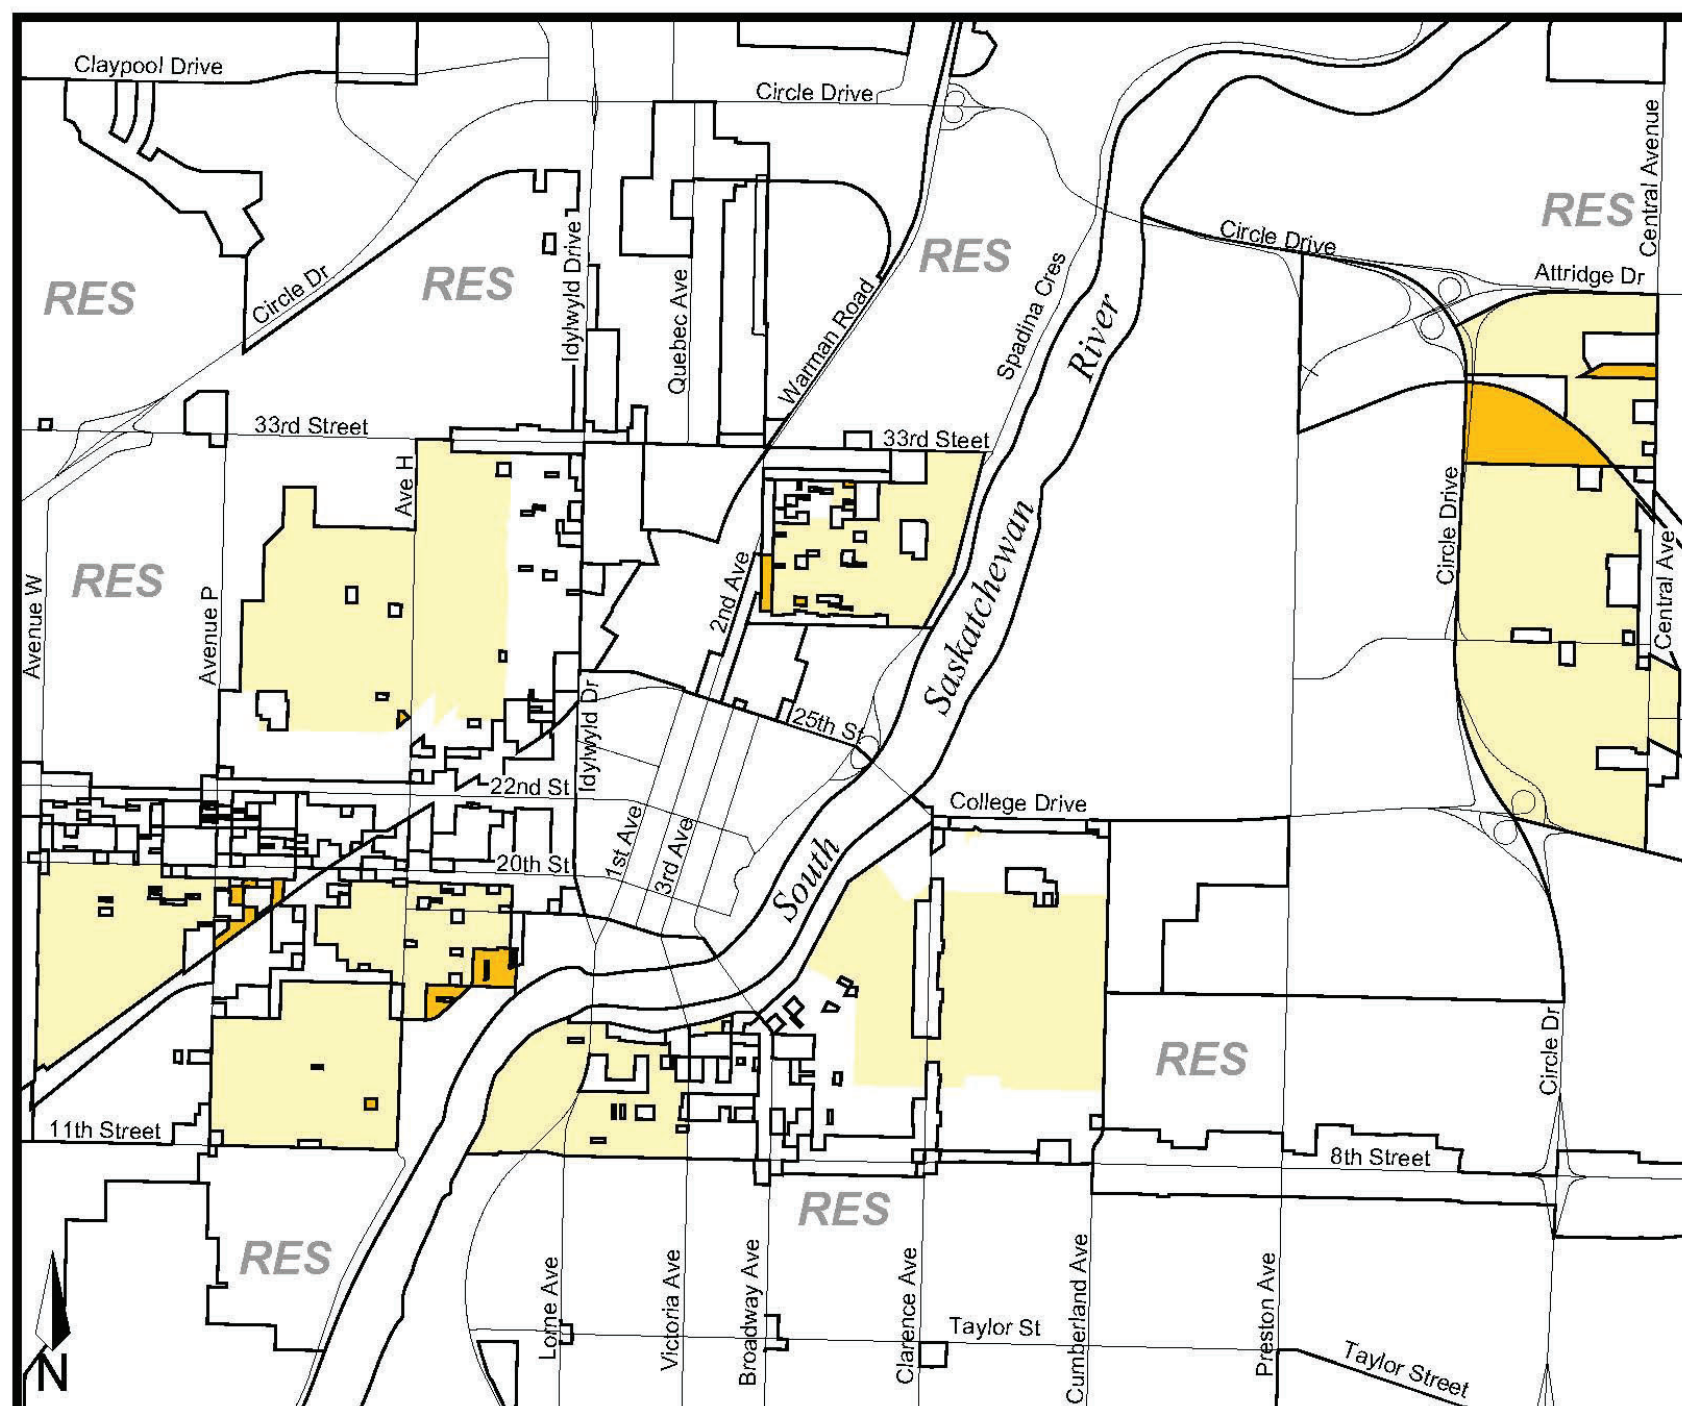 Claypool Drive
Circle Drive
Central Avenue
RES
RES
RES
RES
Circle Drive
Attridge Dr
Circle Dr
Idylwyld Drive
Quebec Ave
Warman Road
Spadina Cres
River
33rd Street
33rd Steet
Ave H
Circle Drive
Saskatchewan
Central Ave
RES
Avenue W
Avenue P
2nd Ave
25th St
Idylwyld Dr
22nd St
College Drive
1st Ave
3rd Ave
20th St
South
RES
Circle Dr
11th Street
8th Street
RES
RES
Lorne Ave
Victoria Ave
Broadway Ave
Clarence Ave
Cumberland Ave
Preston Ave
Taylor St
Taylor Street
N